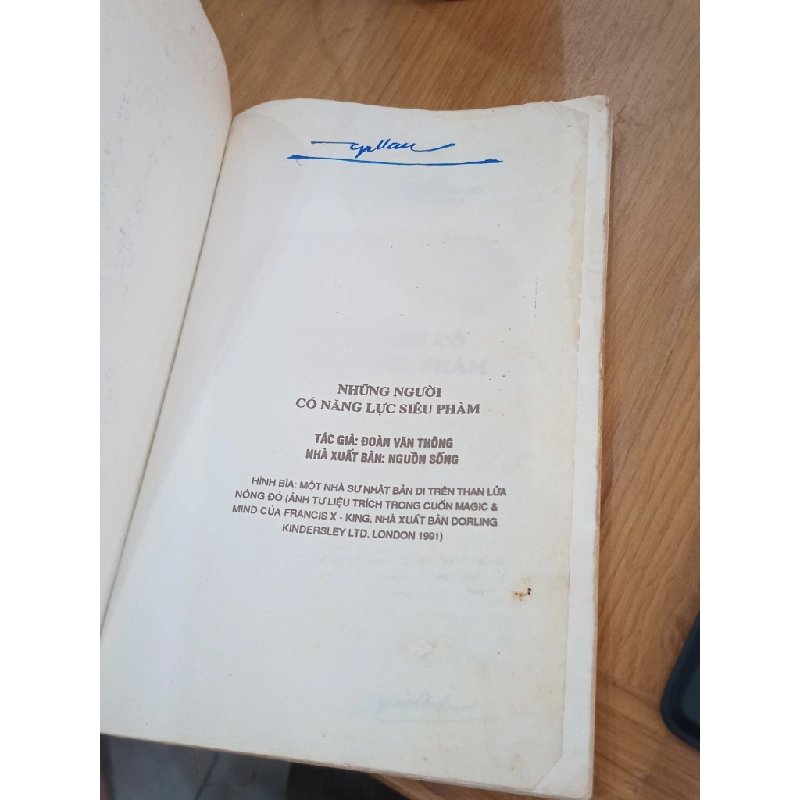 NHỮNG NGƯỜI
CÓ NĂNG LỰC SIÊU PHÀM
TÁC GIẢ: ĐOÀN VĂN THÔNG
NHÀ XUẤT BẢN: NGUỒN SỐNG
HÌNH BÌA: MỘT NHÀ SƯ NHẬT BẢN ĐI TRÊN THAN LỬA
NÓNG ĐỎ (ẢNH TƯ LIỆU TRÍCH TRONG CUỐN MAGIC &
MIND CỦA FRANCIS X - KING, NHÀ XUẤT BẢN DORLING
KINDERSLEY LTD. LONDON 1991)